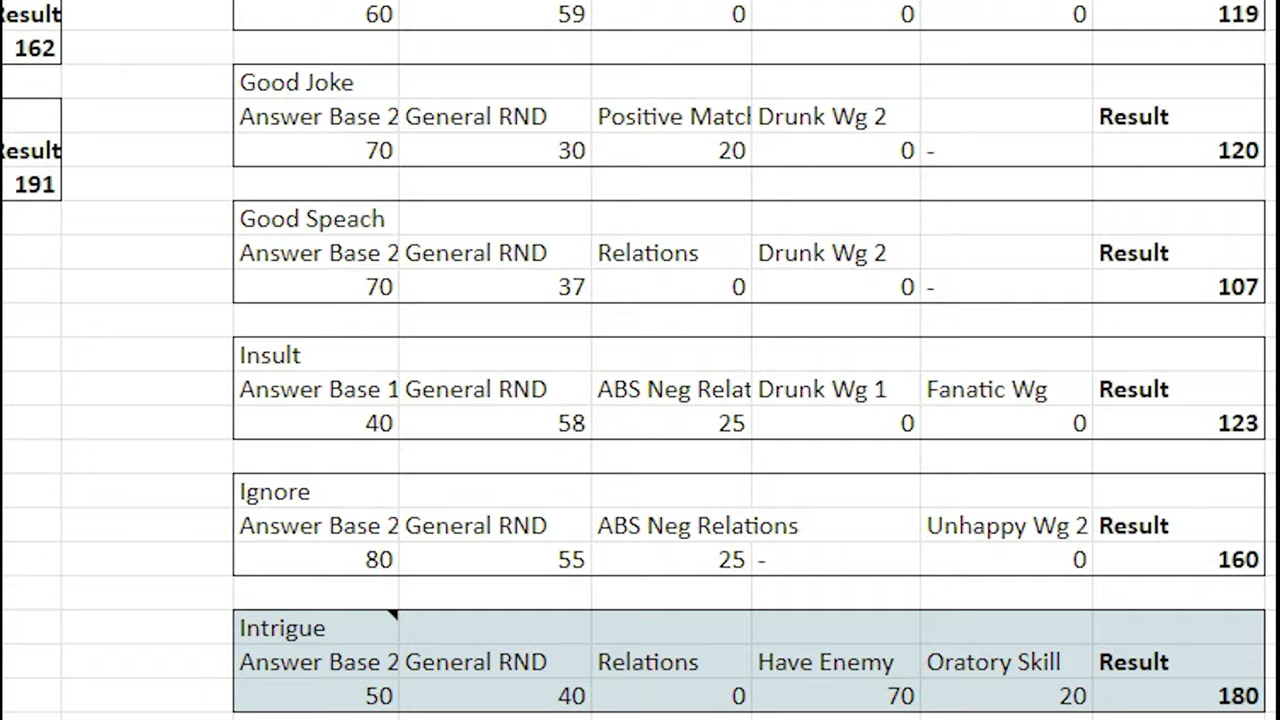 Result 60 59 0 0 0 119
162
Good Joke
Answer Base 2 General RND Positive Matc Drunk Wg 2 Result
Result 70 30 20 0 - 120
191
Good Speach
Answer Base 2 General RND Relations Drunk Wg 2 Result
70 37 0 0 - 107
Insult
Answer Base 1 General RND ABS Neg Relat Drunk Wg 1 Fanatic Wg Result
40 58 25 0 0 123
Ignore
Answer Base 2 General RND ABS Neg Relations Unhappy Wg 2 Result
80 55 25 - 0 160
Intrigue
Answer Base 2 General RND Relations Have Enemy Oratory Skill Result
50 40 0 70 20 180